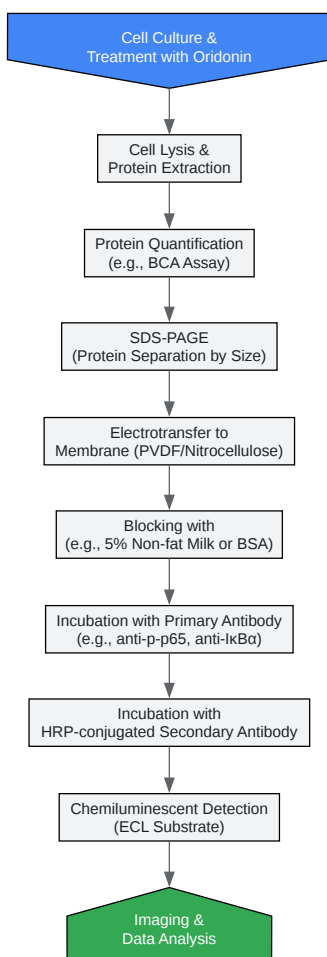 Cell Culture &
Treatment with Oridonin
Cell Lysis &
Protein Extraction
Protein Quantification
(e.g., BCA Assay)
SDS-PAGE
(Protein Separation by Size)
Electrotransfer to
Membrane (PVDF/Nitrocellulose)
Blocking with
(e.g., 5% Non-fat Milk or BSA)
Incubation with Primary Antibody
(e.g., anti-p-p65, anti-IκBα)
Incubation with
HRP-conjugated Secondary Antibody
Chemiluminescent Detection
(ECL Substrate)
Imaging &
Data Analysis